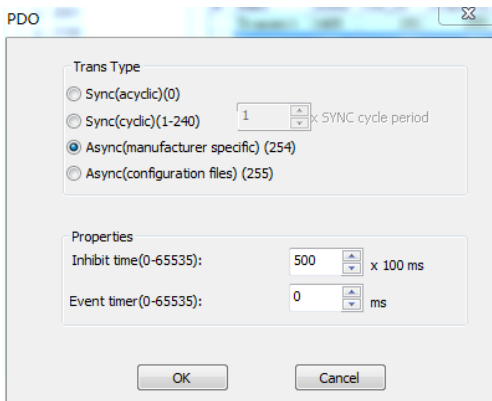 PDO
Trans Type
Sync(acyclic)(0)
Sync(cyclic)(1-240) 1 x SYNC cycle period
Async(manufacturer specific) (254)
Async(configuration files) (255)
Properties
Inhibit time(0-65535): 500 x 100 ms
Event timer(0-65535): 0 ms
OK Cancel